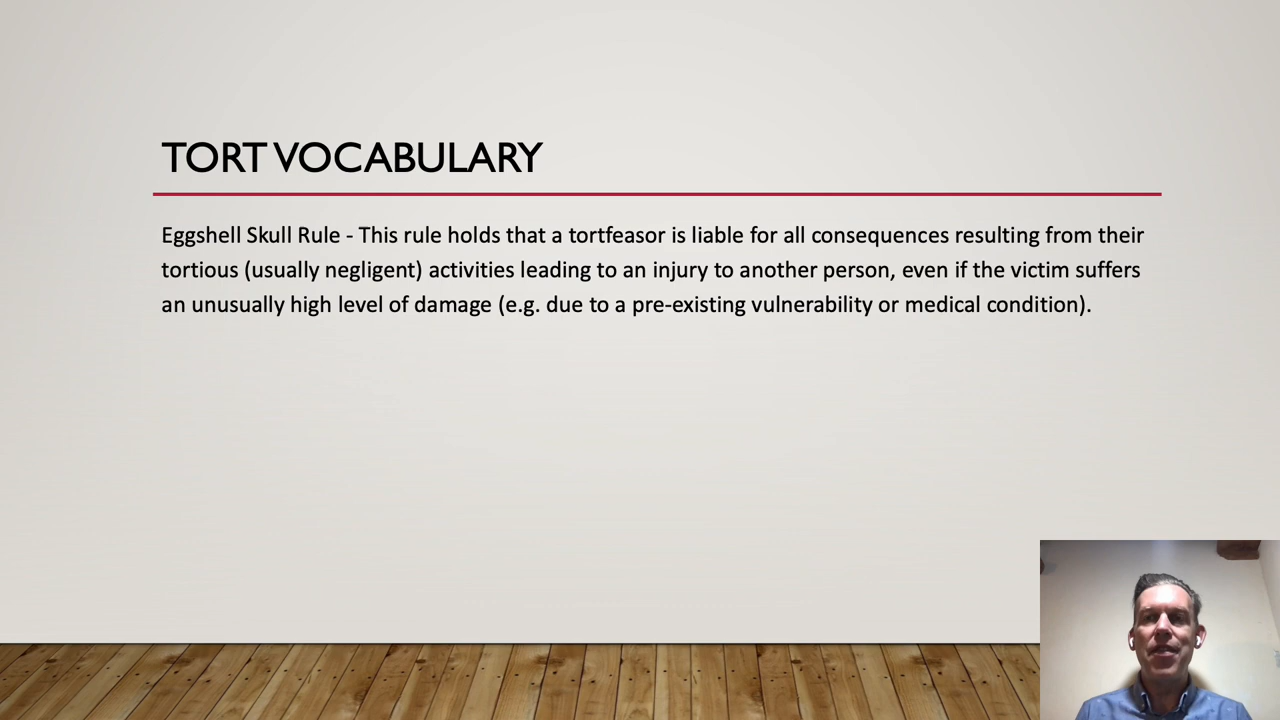 TORT VOCABULARY
Eggshell Skull Rule - This rule holds that a tortfeasor is liable for all consequences resulting from their
tortious (usually negligent) activities leading to an injury to another person, even if the victim suffers
an unusually high level of damage (e.g. due to a pre-existing vulnerability or medical condition).